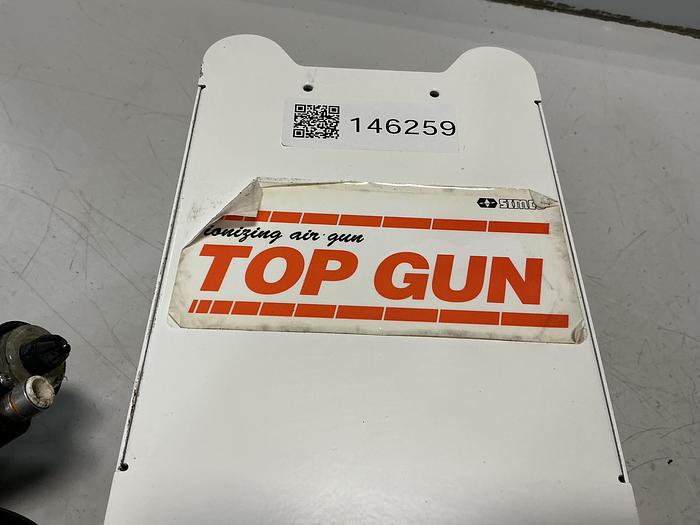 146259
SIMCO
ionizing air gun
TOP GUN